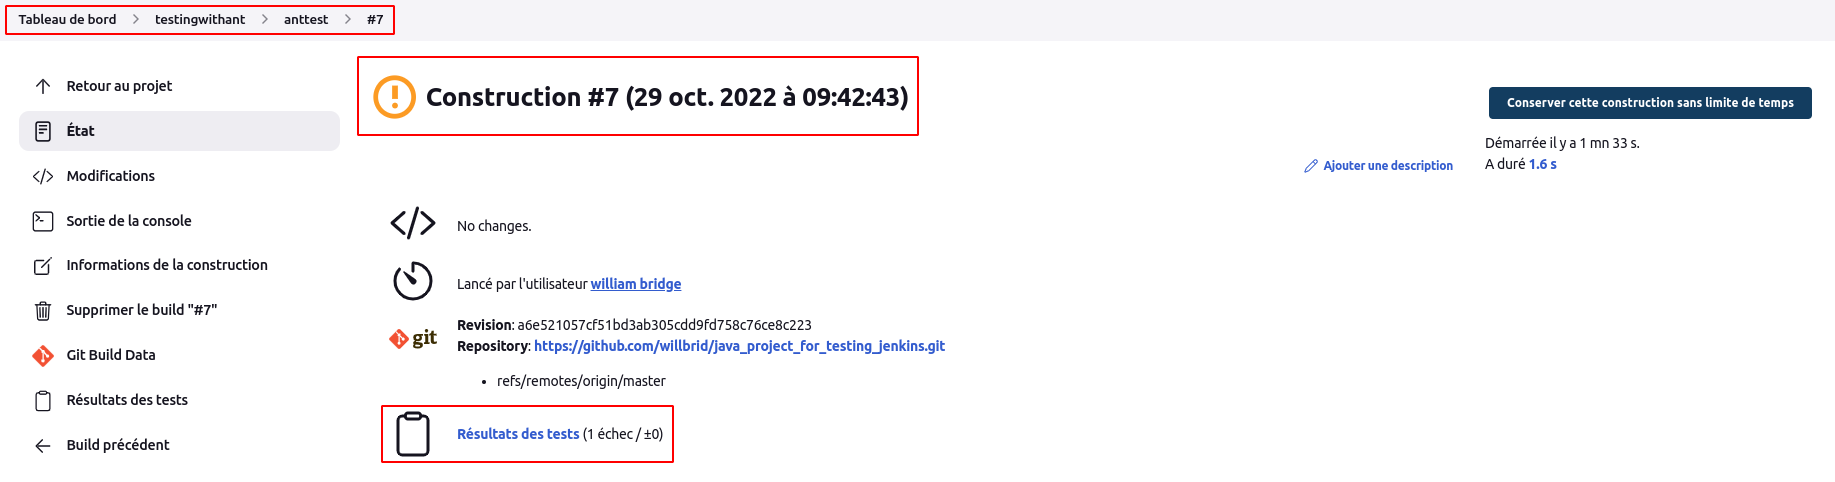 Tableau de bord > testingwithant > anttest > #7
Retour au projet
État
Modifications
Sortie de la console
Informations de la construction
Supprimer le build "#7"
Git Build Data
Résultats des tests
Build précédent
Construction #7 (29 oct. 2022 à 09:42:43)
Conserver cette construction sans limite de temps
Démarrée il y a 1 mn 33 s.
A duré 1.6 s
Ajouter une description
No changes.
Lancé par l'utilisateur william bridge
git
Revision: a6e521057cf51bd3ab305cdd9fd758c76ce8c223
Repository: https://github.com/willbrid/java_project_for_testing_jenkins.git
• refs/remotes/origin/master
Résultats des tests (1 échec / ±0)